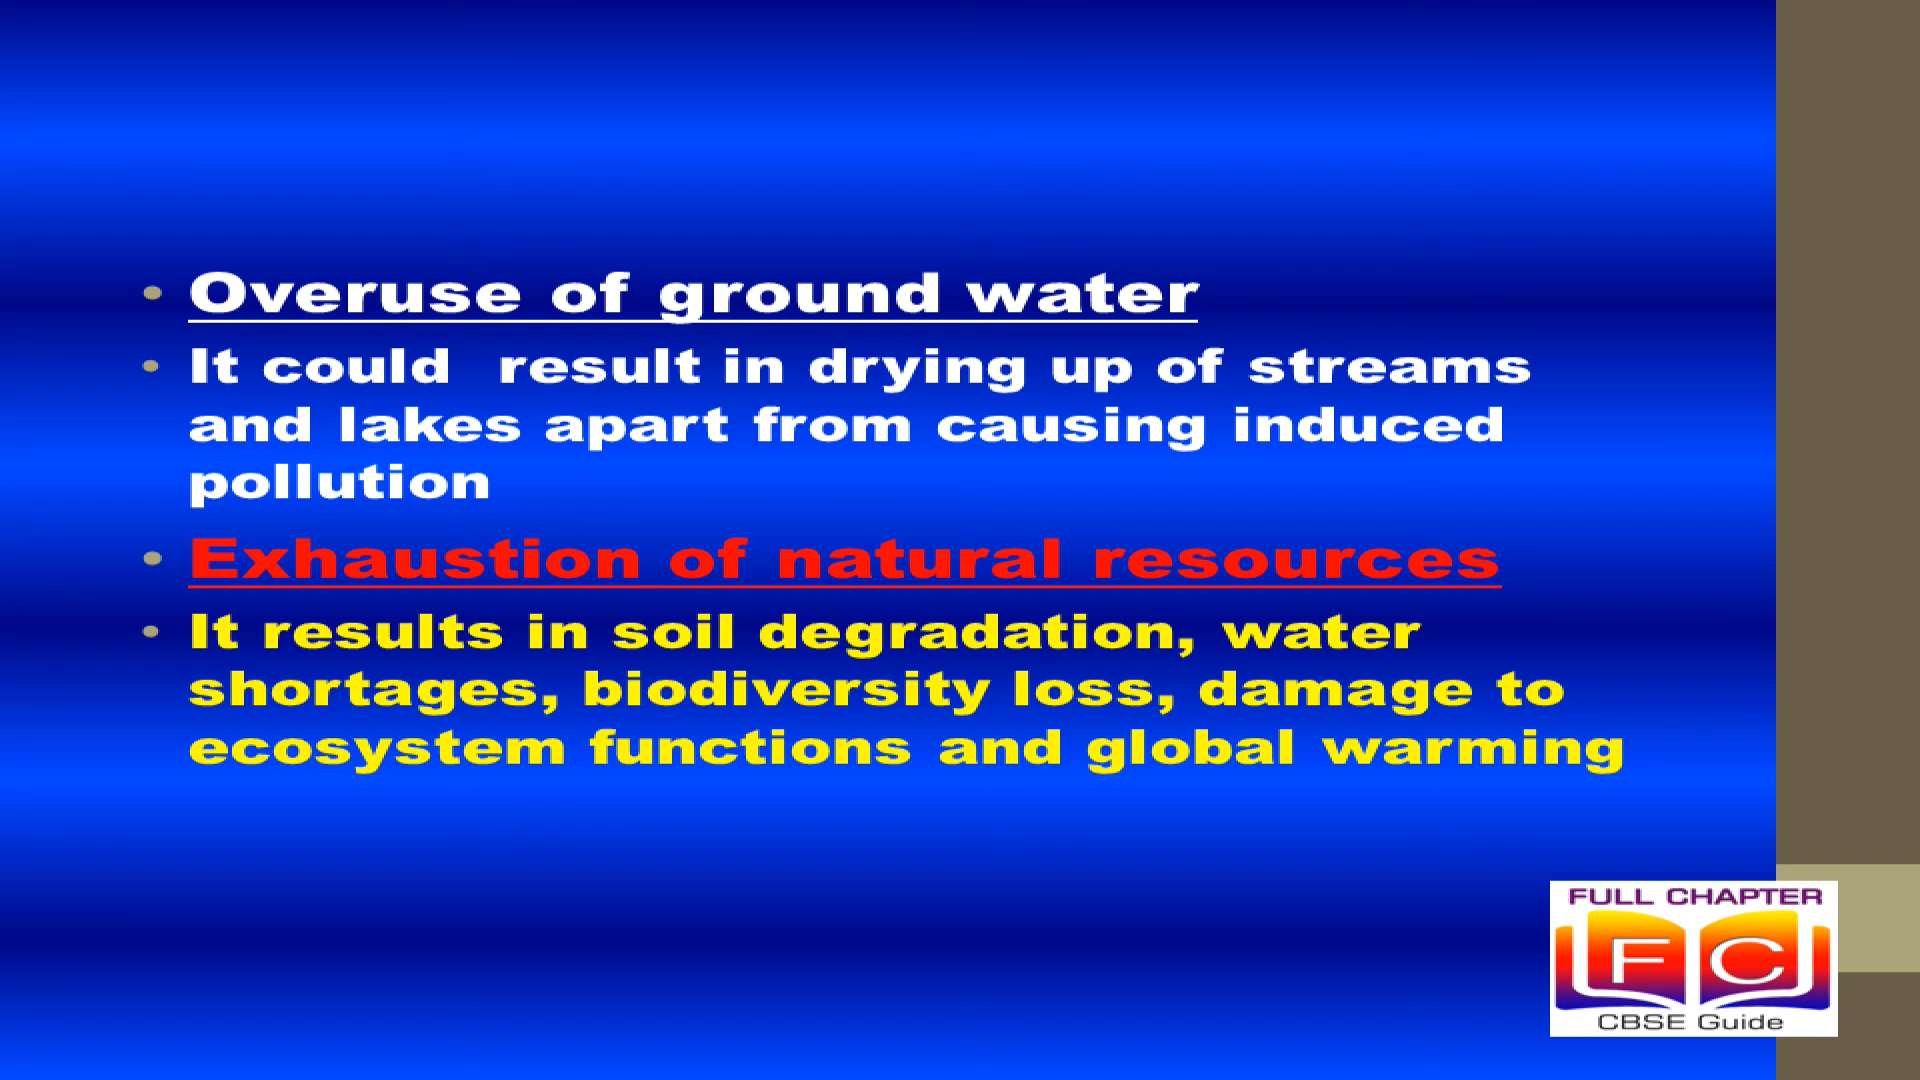 • Overuse of ground water
• It could  result in drying up of streams
and lakes apart from causing induced
pollution
• Exhaustion of natural resources
• It results in soil degradation, water
shortages, biodiversity loss, damage to
ecosystem functions and global warming
FULL CHAPTER
FC
CBSE Guide